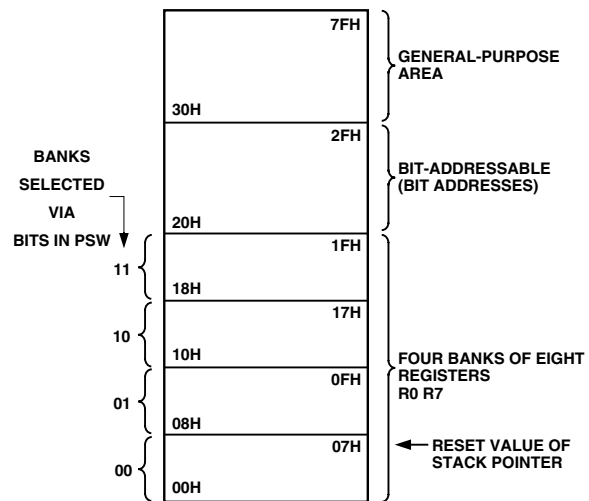 7FH
GENERAL-PURPOSE
AREA
30H
2FH
BANKS
SELECTED
VIA
BITS IN PSW
BIT-ADDRESSABLE
(BIT ADDRESSES)
20H
1FH
11
18H
17H
10
10H
FOUR BANKS OF EIGHT
REGISTERS
R0 R7
0FH
01
08H
07H
RESET VALUE OF
STACK POINTER
00
00H